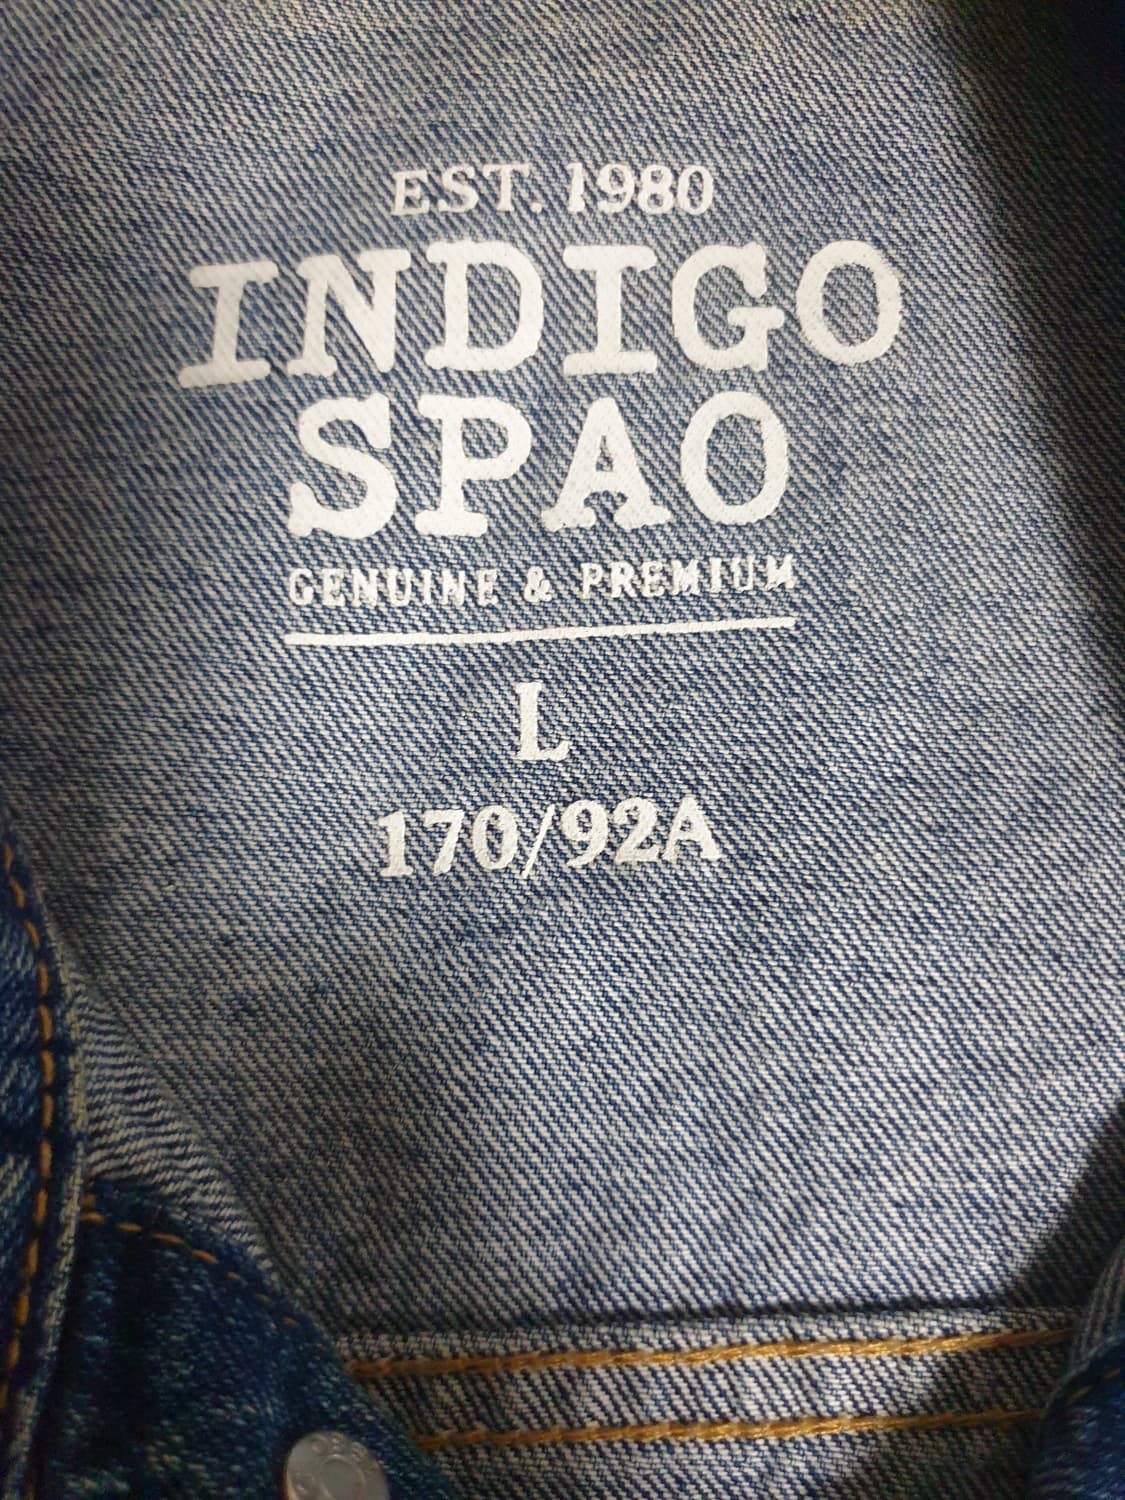 EST. 1980
INDIGO
SPAO
GENUINE & PREMIUM
L
170/92A